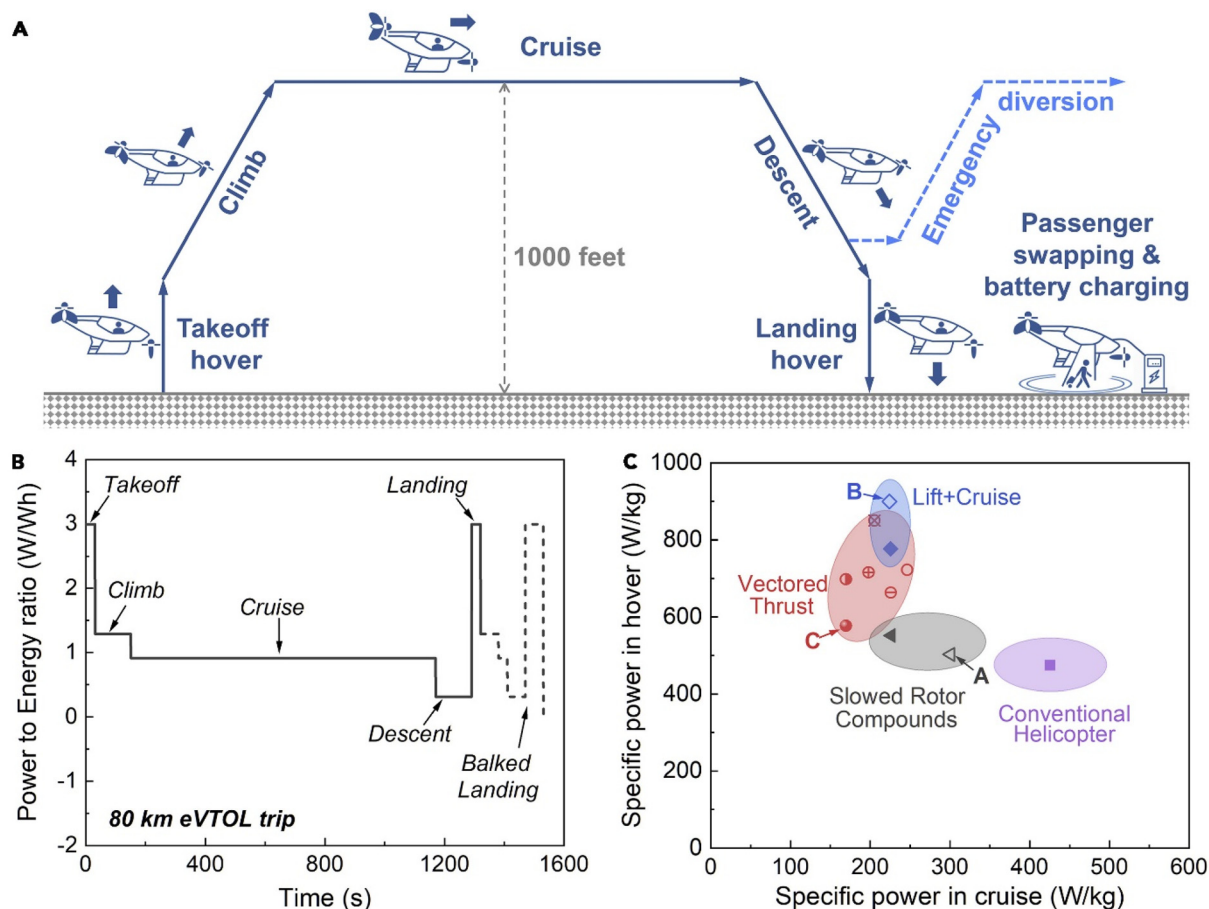 A
Cruise
diversion
Emergency
Climb
Descent
1000 feet
Passenger
swapping &
battery charging
Takeoff
hover
Landing
hover
B
4
3
2
1
0
-1
-2
Power to Energy ratio (W/Wh)
Takeoff
Landing
Climb
Cruise
Descent
Balked
Landing
80 km eVTOL trip
0
400
800
1200
1600
Time (s)
C
1000
800
600
400
200
0
Specific power in hover (W/kg)
B
Lift+Cruise
Vectored
Thrust
C
A
Slowed Rotor
Compounds
Conventional
Helicopter
0
100
200
300
400
500
600
Specific power in cruise (W/kg)